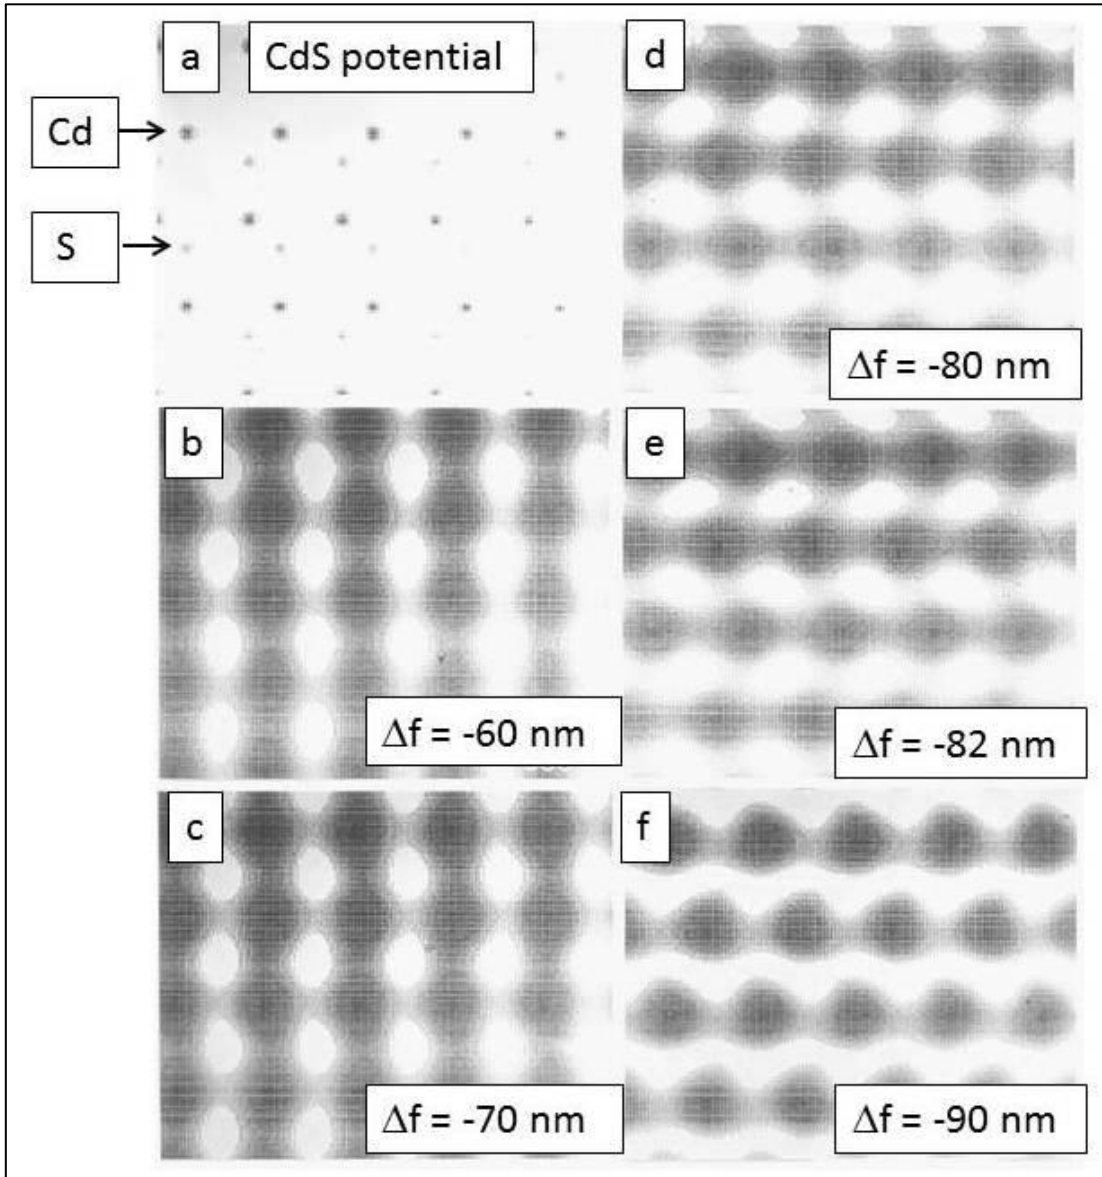 a
CdS potential
Cd
S
d
Δf = -80 nm
b
Δf = -60 nm
e
Δf = -82 nm
c
Δf = -70 nm
f
Δf = -90 nm